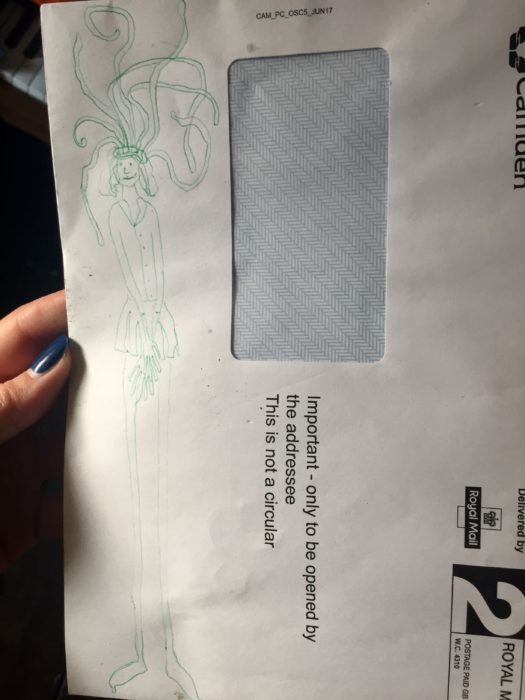 CAM_PC_OSC5_JUN17
Camden
Important - only to be opened by
the addressee
This is not a circular
Delivered by
Royal Mail
2
ROYAL M
POSTAGE PAID GB
W.C. 4310